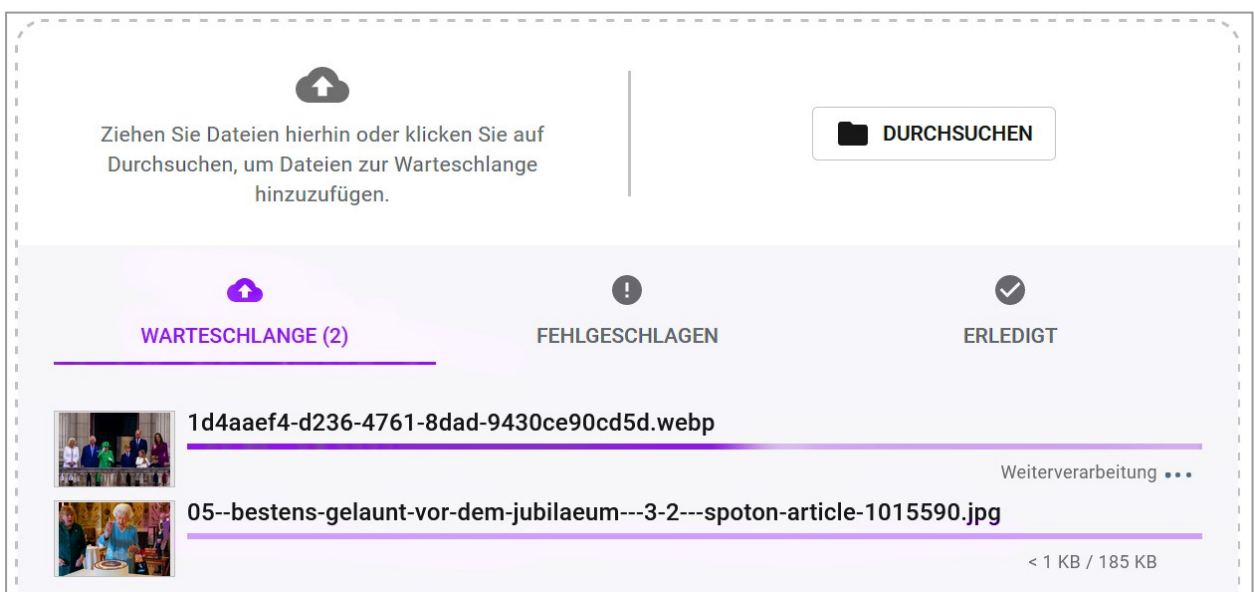 Ziehen Sie Dateien hierhin oder klicken Sie auf
Durchsuchen, um Dateien zur Warteschlange
hinzuzufügen.
DURCHSUCHEN
WARTESCHLANGE (2)
FEHLGESCHLAGEN
ERLEDIGT
1d4aaef4-d236-4761-8dad-9430ce90cd5d.webp
Weiterverarbeitung
05--bestens-gelaunt-vor-dem-jubilaeum---3-2---spoton-article-1015590.jpg
< 1 KB / 185 KB